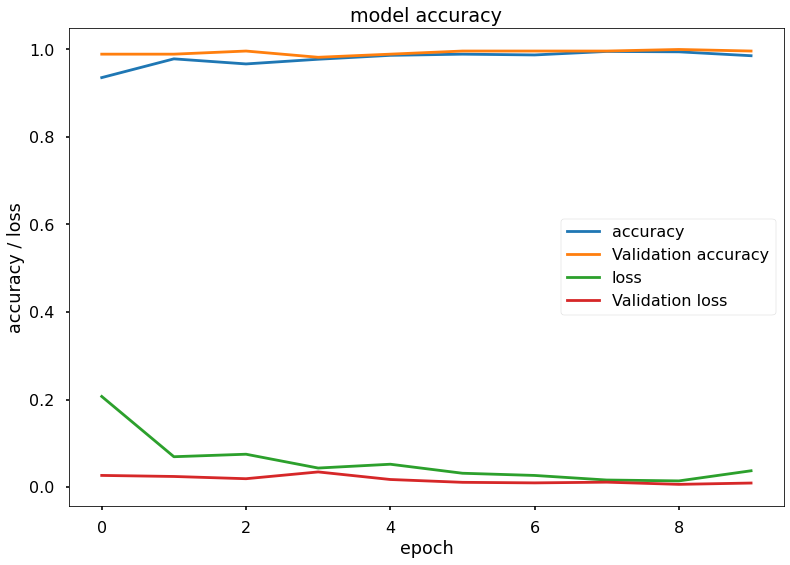 model accuracy
1.0
0.8
0.6
0.4
0.2
0.0
accuracy / loss
accuracy
Validation accuracy
loss
Validation loss
0 2 4 6 8
epoch